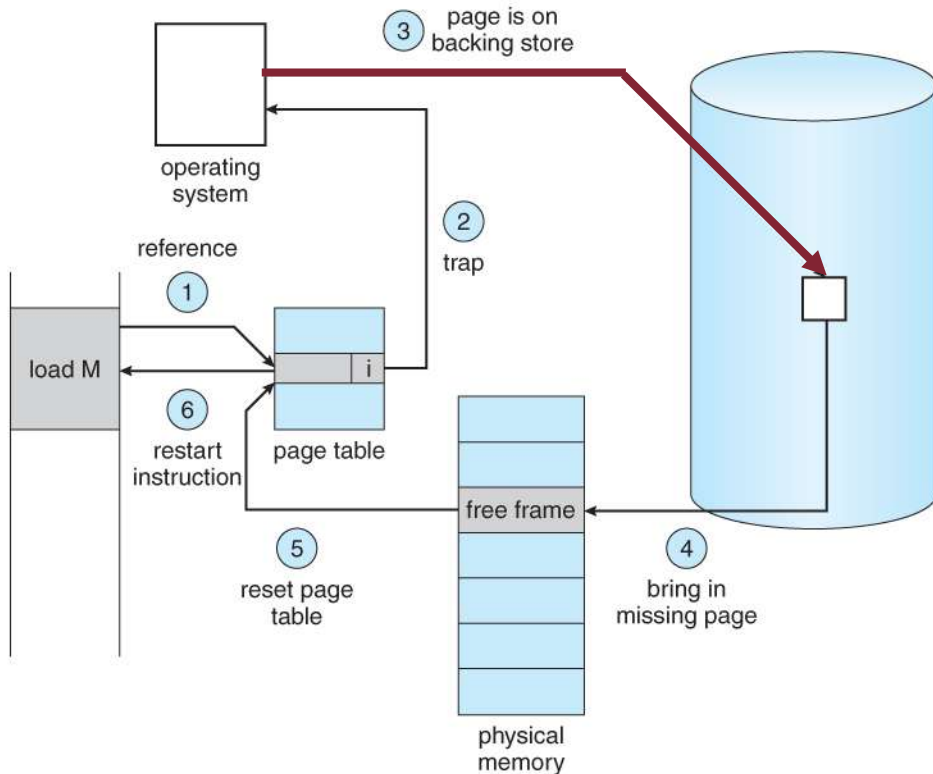 3
page is on
backing store
operating
system
2
trap
reference
1
load M
i
6
restart
instruction
page table
free frame
5
reset page
table
4
bring in
missing page
physical
memory